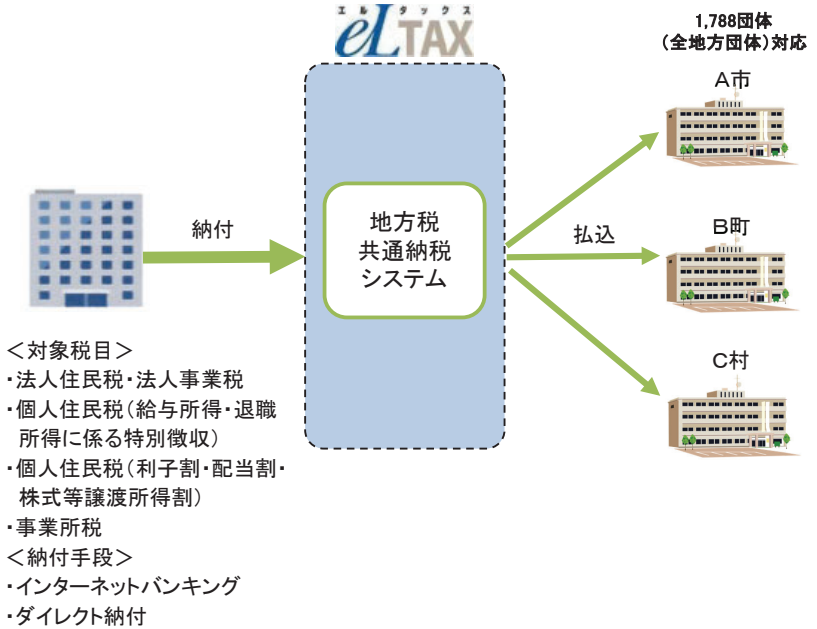 エルタックス
eLTAX
1,788団体
（全地方団体）対応
A市
納付
地方税
共通納税
システム
払込
B町
C村
＜対象税目＞
・法人住民税・法人事業税
・個人住民税（給与所得・退職
所得に係る特別徴収）
・個人住民税（利子割・配当割・
株式等譲渡所得割）
・事業所税
＜納付手段＞
・インターネットバンキング
・ダイレクト納付